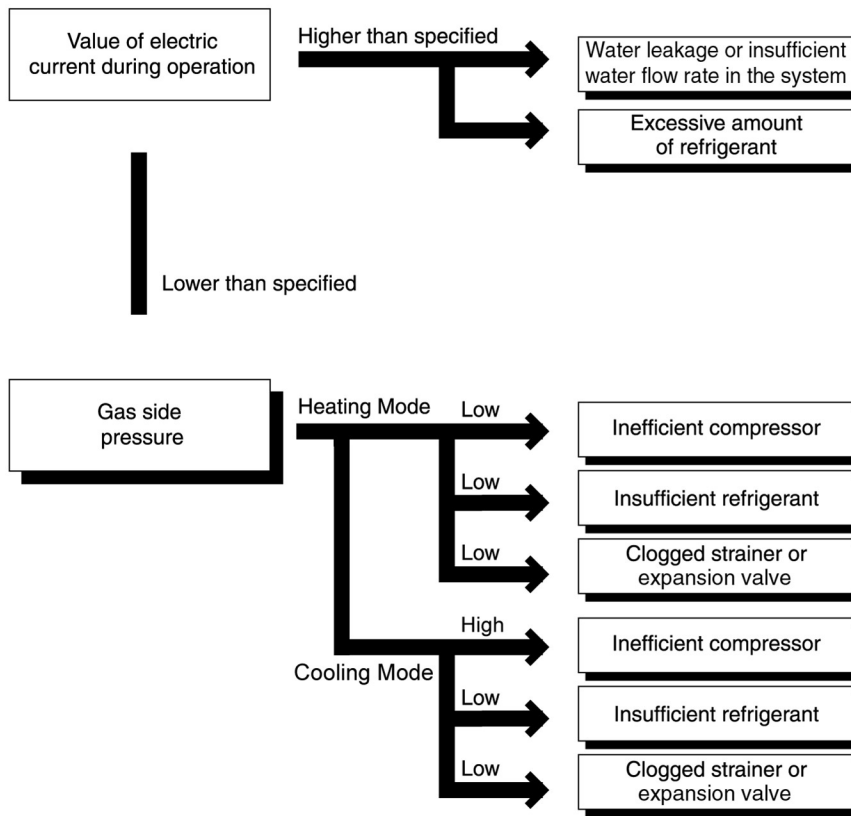 Value of electric
current during operation
Higher than specified
Water leakage or insufficient
water flow rate in the system
Excessive amount
of refrigerant
Lower than specified
Gas side
pressure
Heating Mode
Low
Inefficient compressor
Low
Insufficient refrigerant
Low
Clogged strainer or
expansion valve
Cooling Mode
High
Inefficient compressor
Low
Insufficient refrigerant
Low
Clogged strainer or
expansion valve